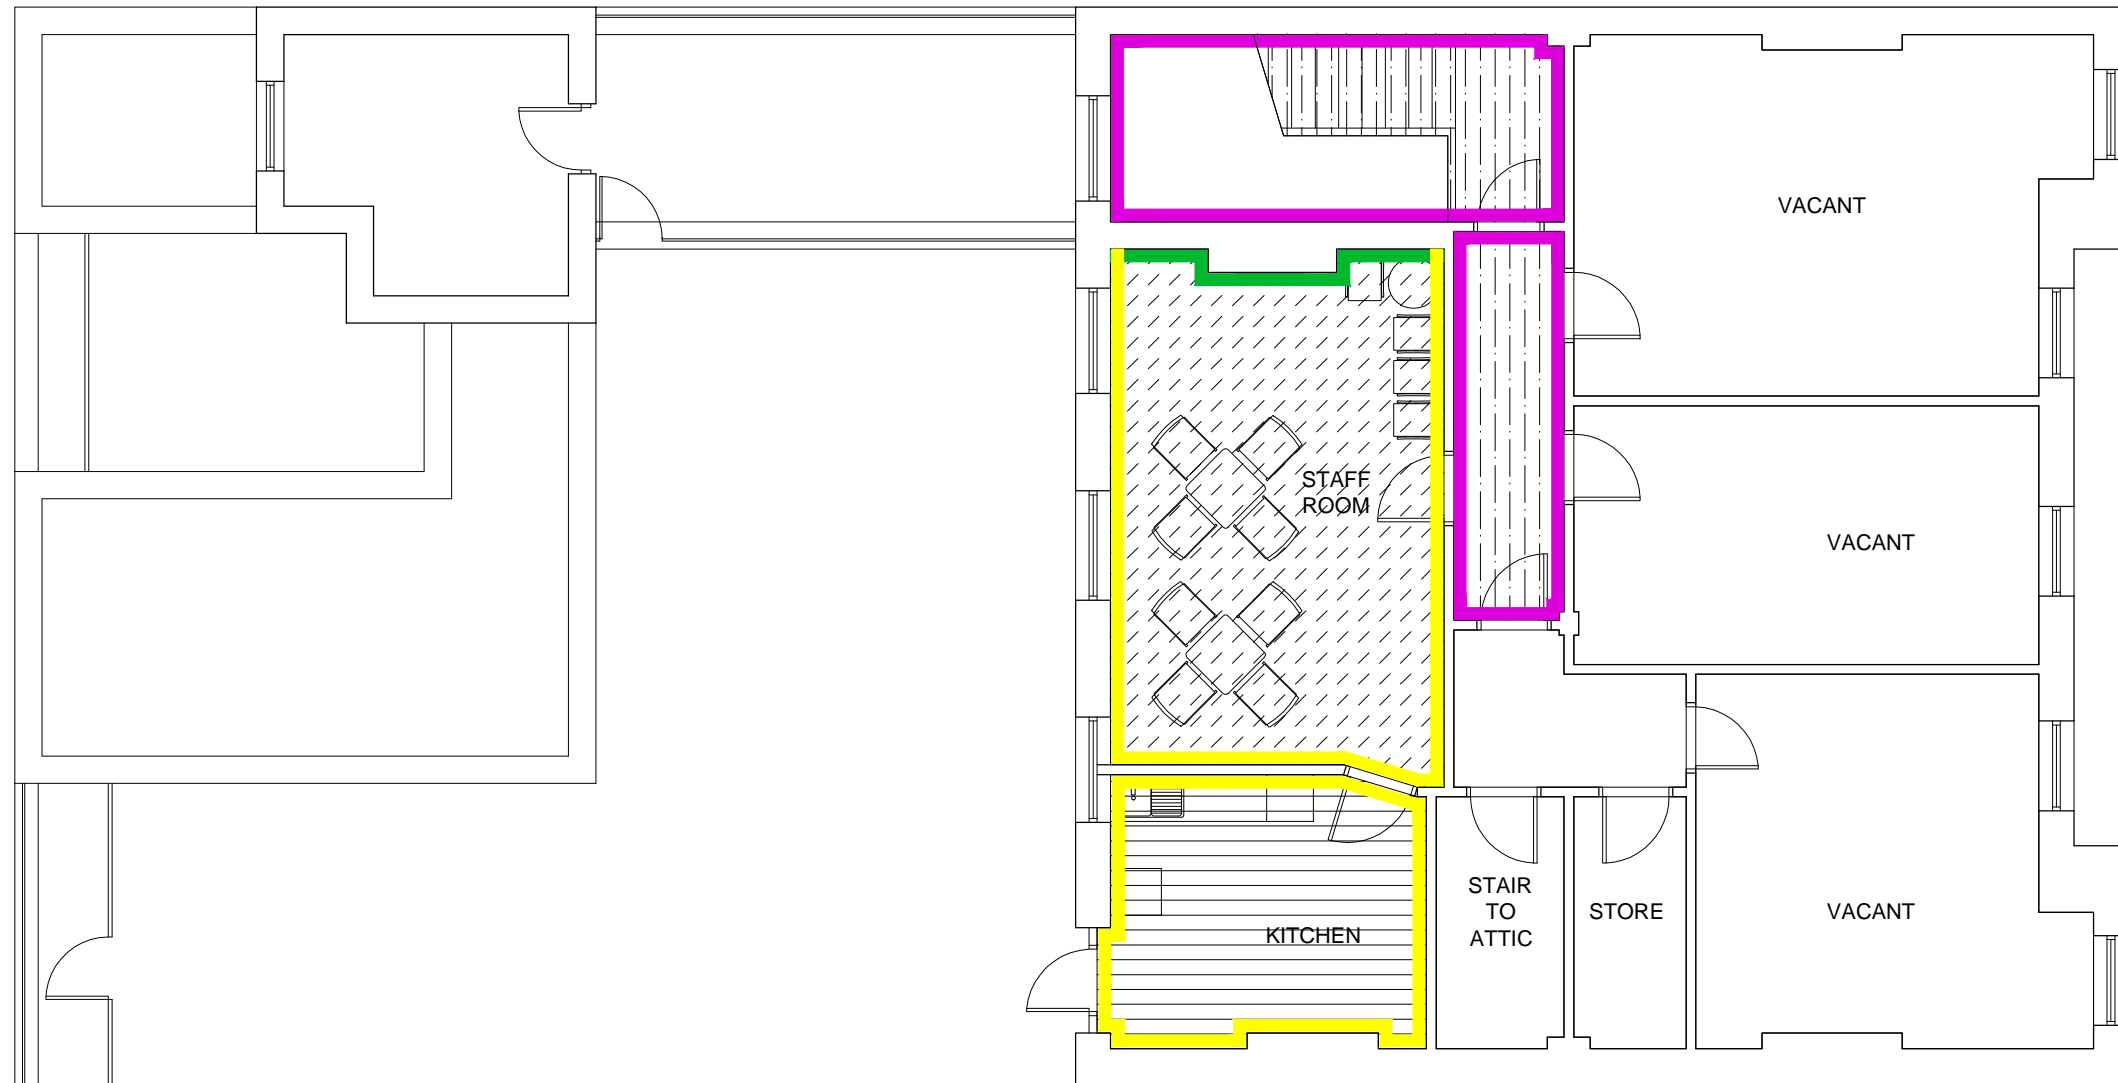 VACANT
STAFF
ROOM
VACANT
STAIR
TO
ATTIC
STORE
VACANT
KITCHEN